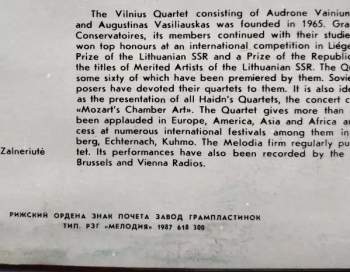 The Vilnius Quartet consisting of Audrone Vainiun
and Augustinas Vasiliauskas was founded in 1965. Gra
Conservatoires, its members continued with their studie
won top honours at an international competition in Liége
Prize of the Lithuanian SSR and a Prize of the Republic
the titles of Merited Artists of the Lithuanian SSR. The Qu
some sixty of which have been premiered by them. Sovie
posers have devoted their quartets to them. It is also ide
as the presentation of all Haidn's Quartets, the concert c
«Mozart's Chamber Art». The Quartet gives more than
been applauded in Europe, America, Asia and Africa an
cess at numerous international festivals among them in
berg, Echternach, Kuhmo. The Melodia firm regularly pu
tet. Its performances have also been recorded by the
Brussels and Vienna Radios.
Zalneriutė
РИЖСКИЙ ОРДЕНА ЗНАК ПОЧЕТА ЗАВОД ГРАМПЛАСТИНОК
ТИП. РЗГ «МЕЛОДИЯ» 1987 618 300